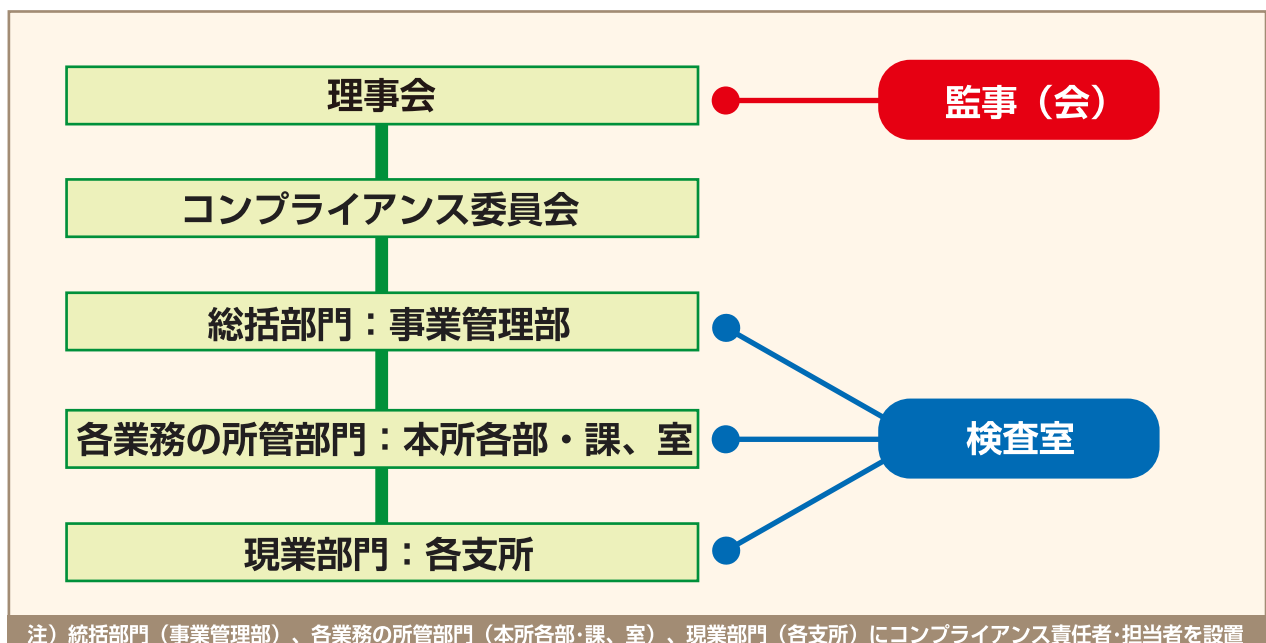 理事会
監事（会）
コンプライアンス委員会
総括部門：事業管理部
各業務の所管部門：本所各部・課、室
検査室
現業部門：各支所
注）統括部門（事業管理部）、各業務の所管部門（本所各部･課、室）、現業部門（各支所）にコンプライアンス責任者･担当者を設置